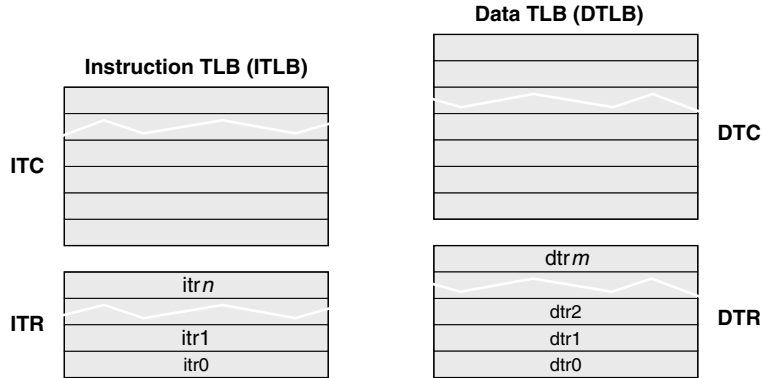 Data TLB (DTLB)
Instruction TLB (ITLB)
ITC
DTC
itrn
ITR
itr1
itr0
dtrm
dtr2
DTR
dtr1
dtr0